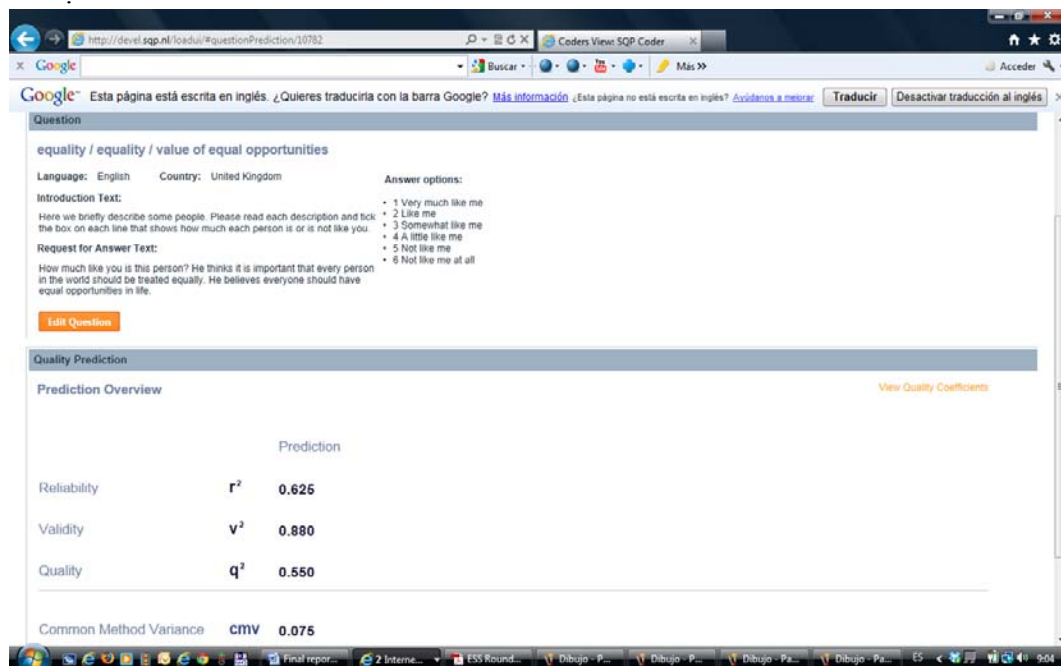 http://devel.sqp.nl/loadui/#questionPrediction/10782
Coders View: SQP Coder
Google
Buscar
Más »
Acceder
Google Esta página está escrita en inglés. ¿Quieres traducirla con la barra Google? Más información ¿Esta página no está escrita en inglés? Ayúdanos a mejorar Traducir Desactivar traducción al inglés
Question
equality / equality / value of equal opportunities
Language: English Country: United Kingdom
Introduction Text:
Here we briefly describe some people. Please read each description and tick
the box on each line that shows how much each person is or is not like you.
Request for Answer Text:
How much like you is this person? He thinks it is important that every person
in the world should be treated equally. He believes everyone should have
equal opportunities in life.
Answer options:
• 1 Very much like me
• 2 Like me
• 3 Somewhat like me
• 4 A little like me
• 5 Not like me
• 6 Not like me at all
Edit Question
Quality Prediction
Prediction Overview
View Quality Coefficients
Prediction
Reliability r² 0.625
Validity v² 0.880
Quality q² 0.550
Common Method Variance cmv 0.075
Final repor... 2 Interne... ESS Round... Dibujo - P... Dibujo - P... Dibujo - Pa... Dibujo - Pa... ES 9:04